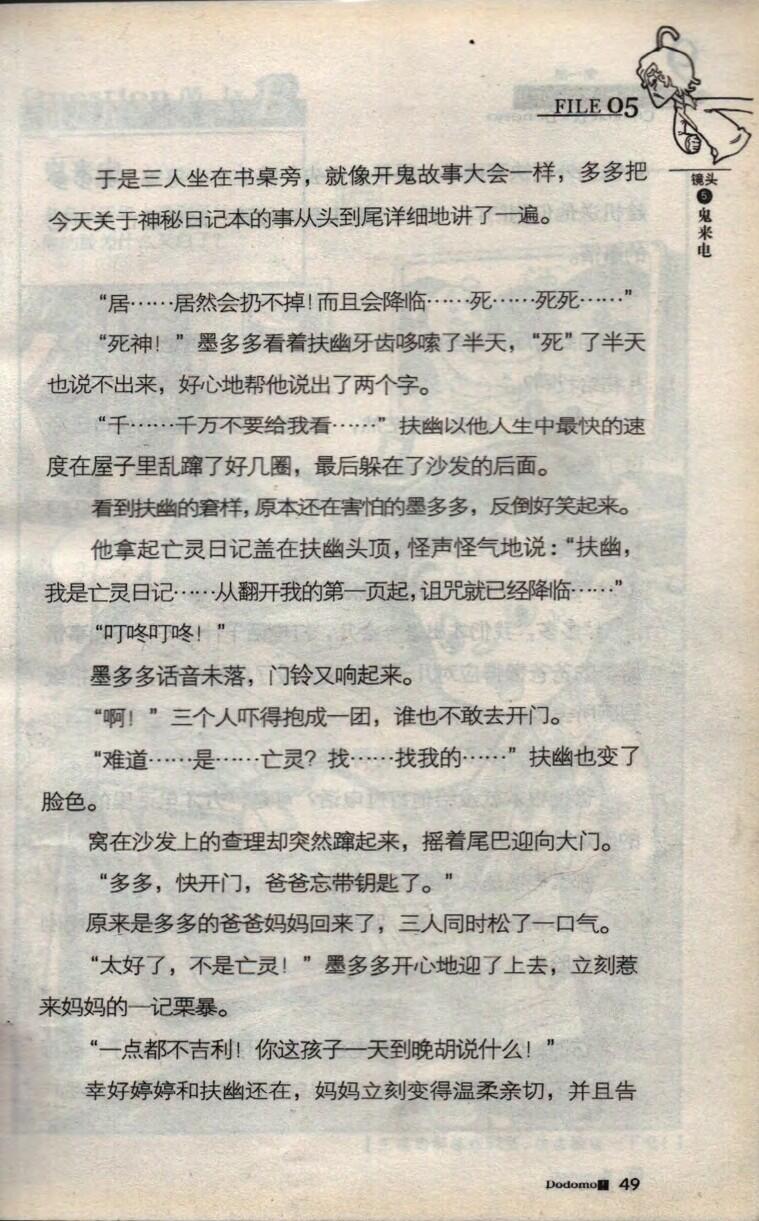 FILE 05
镜头
5
鬼来电
于是三人坐在书桌旁，就像开鬼故事大会一样，多多把
今天关于神秘日记本的事从头到尾详细地讲了一遍。
“居……居然会扔不掉！而且会降临……死……死死……”
“死神！”墨多多看着扶幽牙齿哆嗦了半天，“死”了半天
也说不出来，好心地帮他说出了两个字。
“千……千万不要给我看……”扶幽以他人生中最快的速
度在屋子里乱蹿了好几圈，最后躲在了沙发的后面。
看到扶幽的窘样，原本还在害怕的墨多多，反倒好笑起来。
他拿起亡灵日记盖在扶幽头顶，怪声怪气地说：“扶幽，
我是亡灵日记……从翻开我的第一页起，诅咒就已经降临……”
“叮咚叮咚！”
墨多多话音未落，门铃又响起来。
“啊！”三个人吓得抱成一团，谁也不敢去开门。
“难道……是……亡灵？找……找我的……”扶幽也变了
脸色。
窝在沙发上的查理却突然蹿起来，摇着尾巴迎向大门。
“多多，快开门，爸爸忘带钥匙了。”
原来是多多的爸爸妈妈回来了，三人同时松了一口气。
“太好了，不是亡灵！”墨多多开心地迎了上去，立刻惹
来妈妈的一记栗暴。
“一点都不吉利！你这孩子一天到晚胡说什么！”
幸好婷婷和扶幽还在，妈妈立刻变得温柔亲切，并且告
Dodomo 49